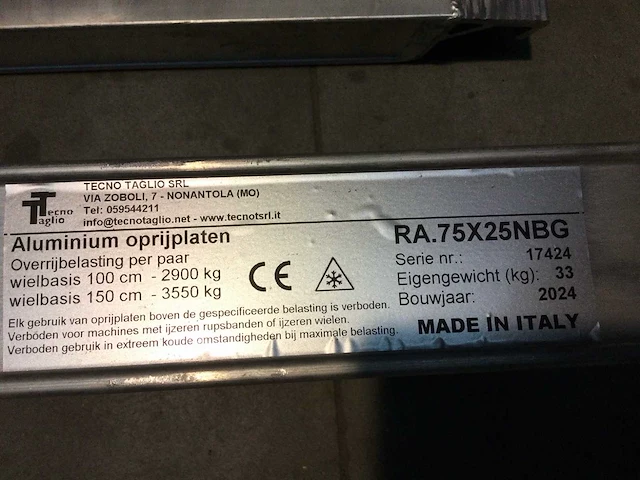 TECNO TAGLIO SRL
VIA ZOBOLI, 7 - NONANTOLA (MO)
Tel: 059544211
info@tecnotaglio.net - www.tecnotsrl.it
Tecno
Taglio
Aluminium oprijplaten
Overrijbelasting per paar
wielbasis 100 cm - 2900 kg
wielbasis 150 cm - 3550 kg
CE
RA.75X25NBG
Serie nr.: 17424
Eigengewicht (kg): 33
Bouwjaar: 2024
Elk gebruik van oprijplaten boven de gespecificeerde belasting is verboden.
Verbóden voor machines met ijzeren rupsbanden of ijzeren wielen.
Verboden gebruik in extreem koude omstandigheden bij maximale belasting.
MADE IN ITALY